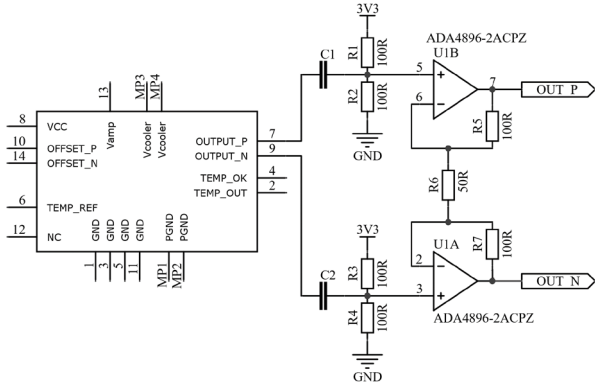 3V3
ADA4896-2ACPZ
U1B
C1
R1
100R
5
7
OUT_P
6
R2
100R
R5
100R
GND
MP3
MP4
13
8
VCC
Vamp
Vcooler
Vcooler
10
OFFSET_P
OUTPUT_P
7
14
OFFSET_N
OUTPUT_N
9
TEMP_OK
4
TEMP_OUT
2
R6
50R
6
TEMP_REF
12
NC
GND
GND
GND
GND
PGND
PGND
1
3
5
11
MP1
MP2
3V3
U1A
R7
100R
C2
R3
100R
2
3
OUT_N
R4
100R
ADA4896-2ACPZ
1
GND